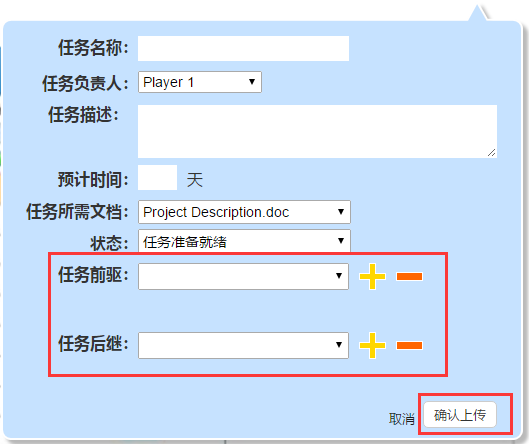 任务名称:
任务负责人: Player 1
任务描述:
预计时间: 天
任务所需文档: Project Description.doc
状态: 任务准备就绪
任务前驱:
任务后继:
取消 确认上传